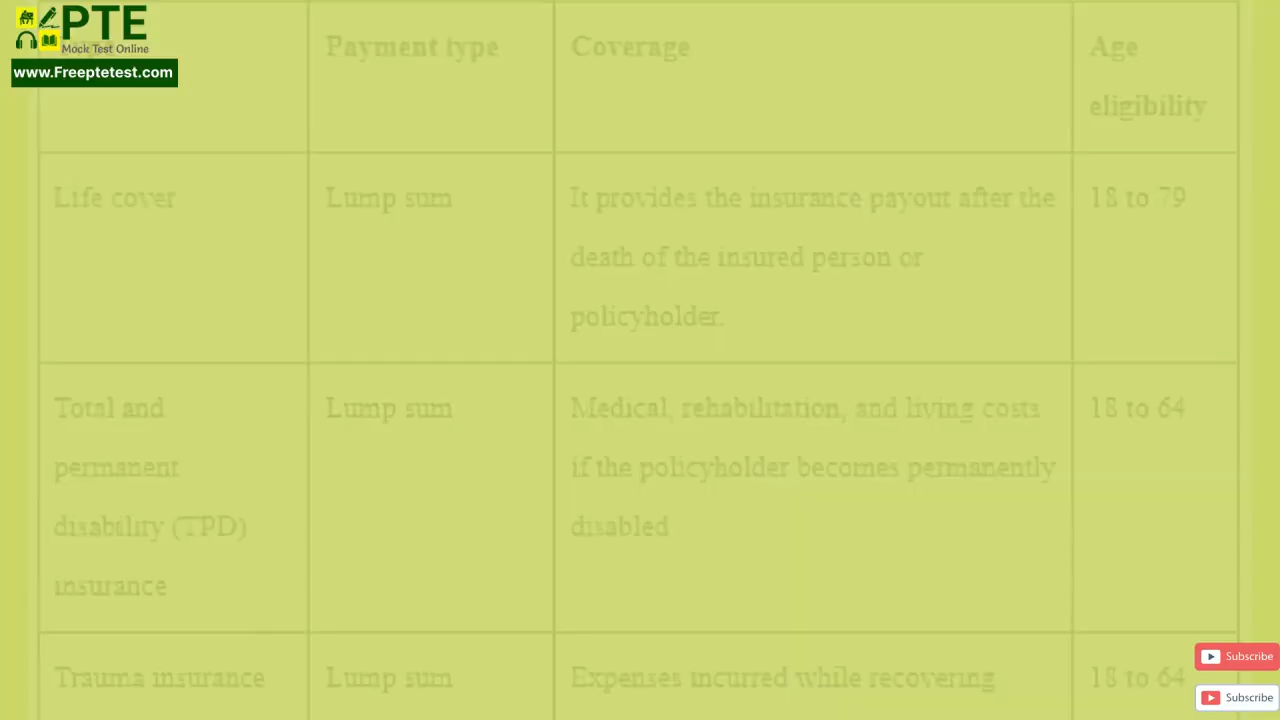 PTE
Mock Test Online
www.Freeptetest.com
Payment type
Coverage
Age
eligibility
Life cover
Lump sum
It provides the insurance payout after the
death of the insured person or
policyholder.
18 to 79
Total and
permanent
disability (TPD)
insurance
Lump sum
Medical, rehabilitation, and living costs
if the policyholder becomes permanently
disabled
18 to 64
Trauma insurance
Lump sum
Expenses incurred while recovering
18 to 64
Subscribe
Subscribe